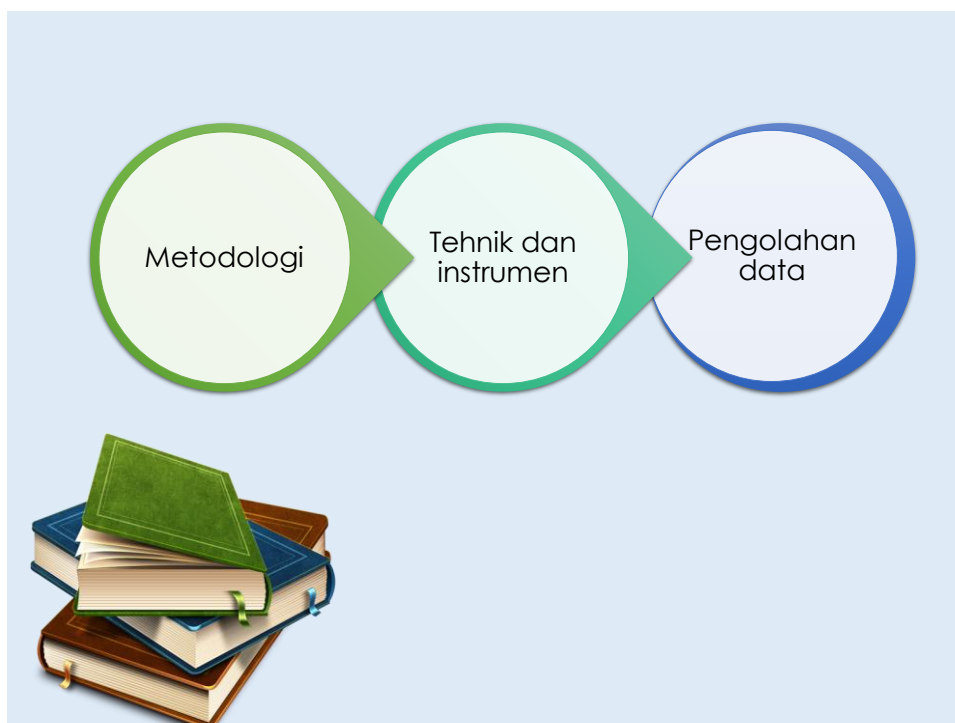 Metodologi
Tehnik dan
instrumen
Pengolahan
data